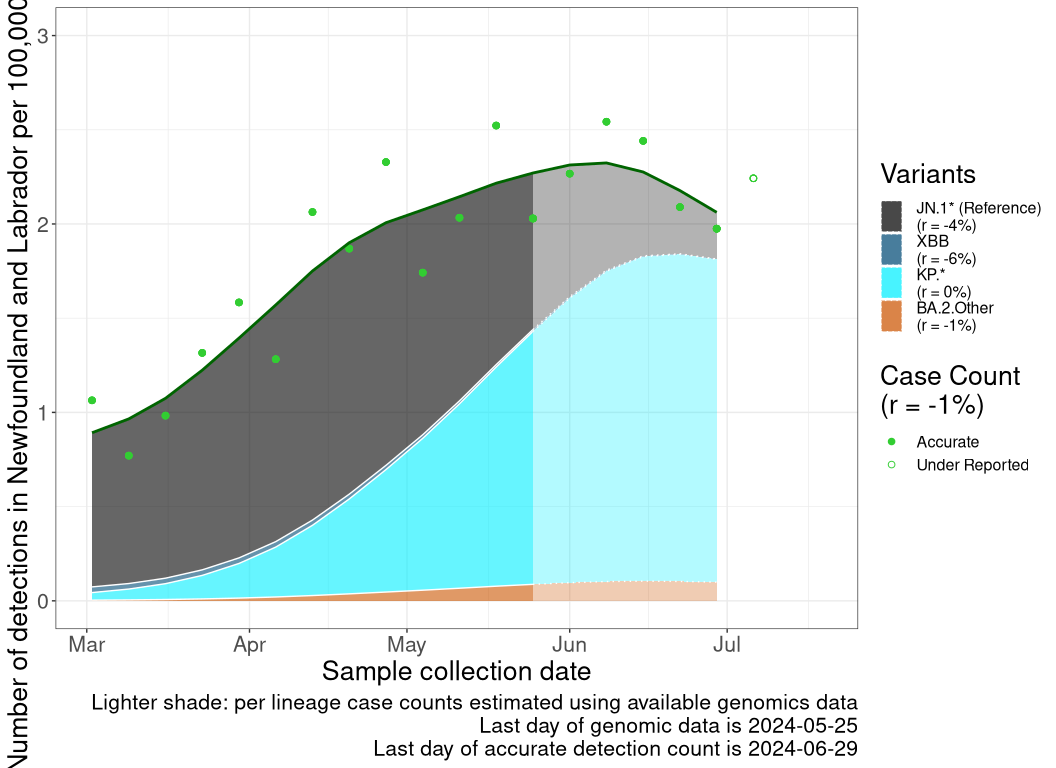 Number of detections in Newfoundland and Labrador per 100,000
3
2
1
0
Mar Apr May Jun Jul
Sample collection date
Lighter shade: per lineage case counts estimated using available genomics data
Last day of genomic data is 2024-05-25
Last day of accurate detection count is 2024-06-29
Variants
JN.1* (Reference)
(r = -4%)
XBB
(r = -6%)
KP.*
(r = 0%)
BA.2.Other
(r = -1%)
Case Count
(r = -1%)
Accurate
Under Reported